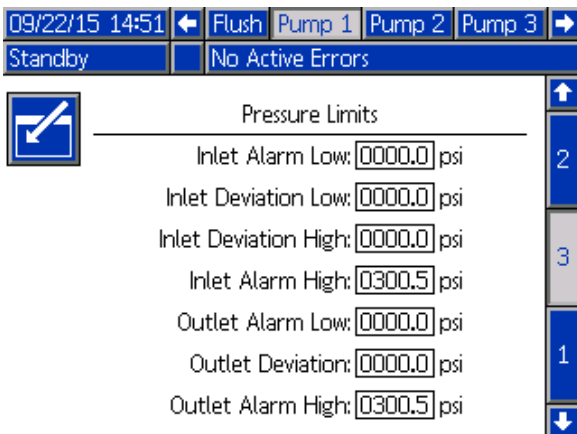 09/22/15 14:51 Flush Pump 1 Pump 2 Pump 3
Standby No Active Errors
Pressure Limits
Inlet Alarm Low: 0000.0 psi
2
Inlet Deviation Low: 0000.0 psi
Inlet Deviation High: 0000.0 psi
3
Inlet Alarm High: 0300.5 psi
Outlet Alarm Low: 0000.0 psi
Outlet Deviation: 0000.0 psi
1
Outlet Alarm High: 0300.5 psi